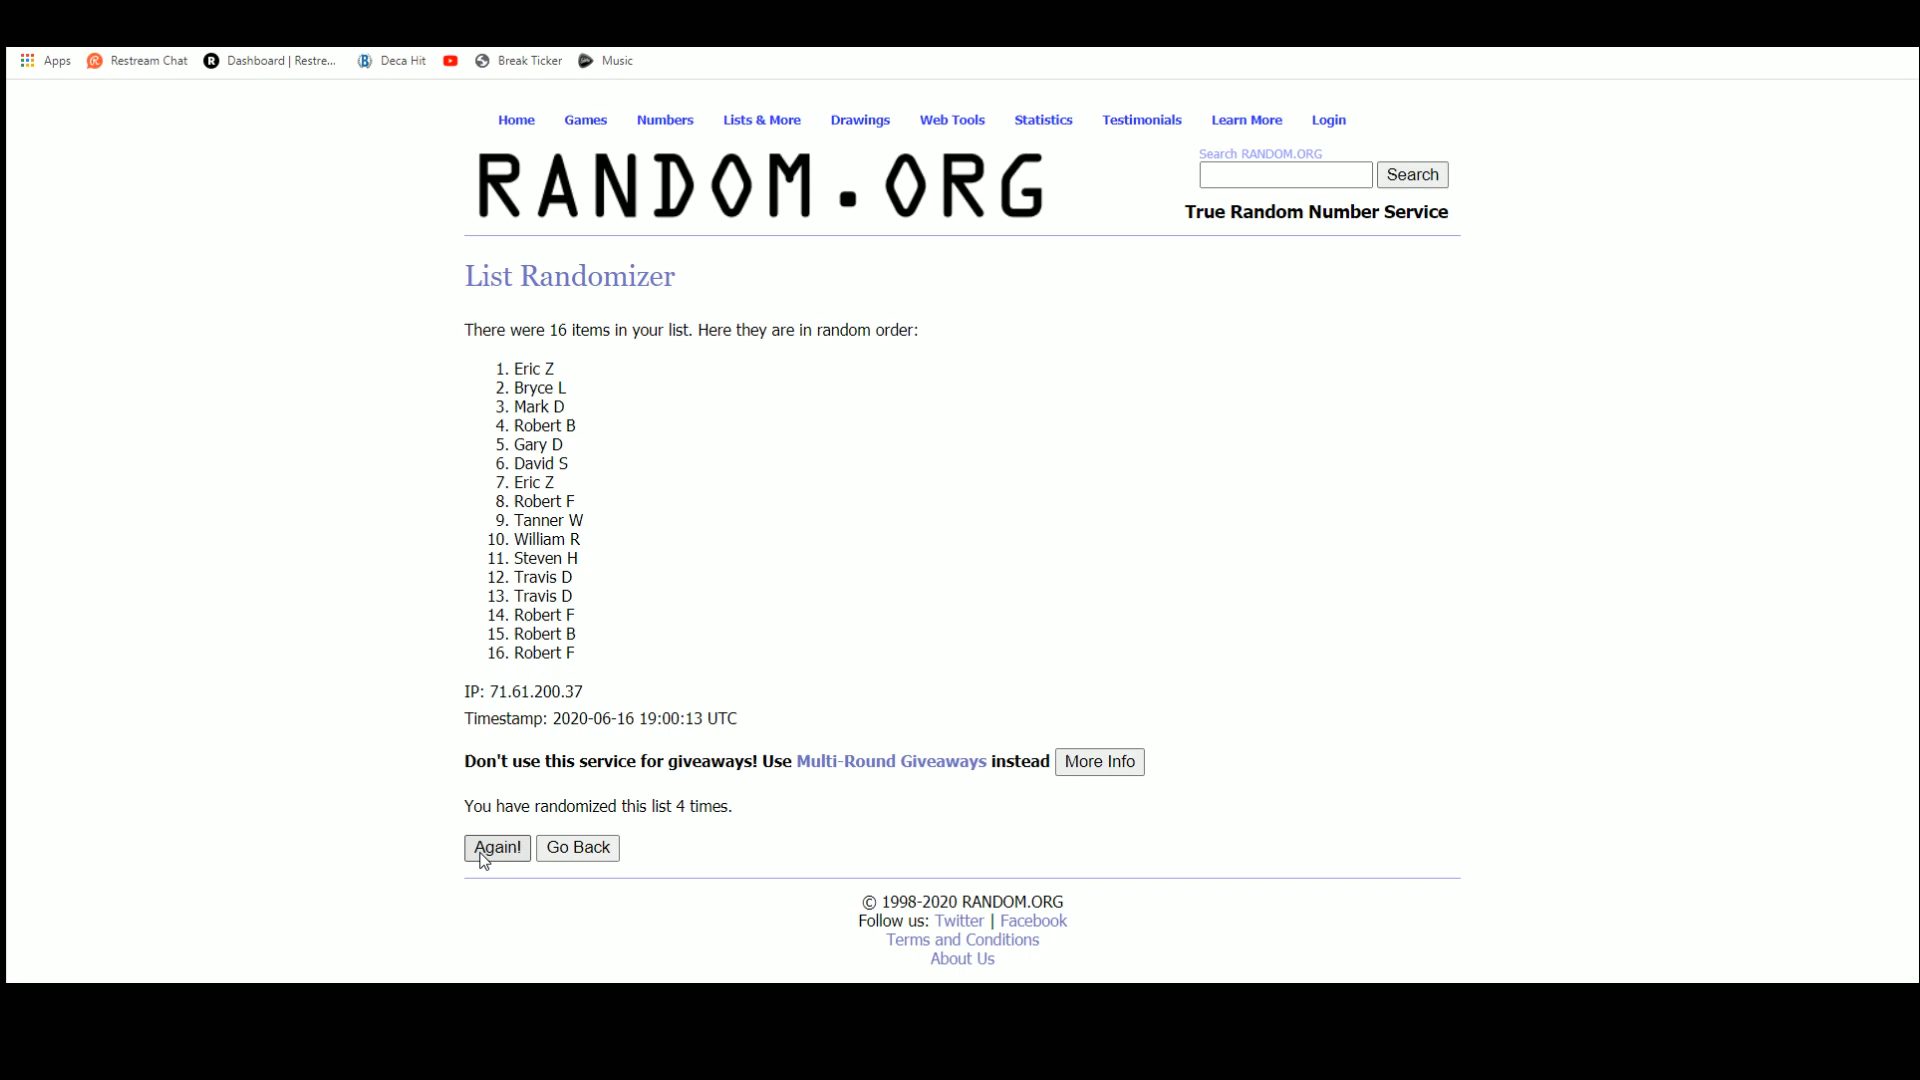 Apps Restream Chat Dashboard | Restre... Deca Hit Break Ticker Music
Home Games Numbers Lists & More Drawings Web Tools Statistics Testimonials Learn More Login
RANDOM.ORG
Search RANDOM.ORG
Search
True Random Number Service
List Randomizer
There were 16 items in your list. Here they are in random order:
1. Eric Z
2. Bryce L
3. Mark D
4. Robert B
5. Gary D
6. David S
7. Eric Z
8. Robert F
9. Tanner W
10. William R
11. Steven H
12. Travis D
13. Travis D
14. Robert F
15. Robert B
16. Robert F
IP: 71.61.200.37
Timestamp: 2020-06-16 19:00:13 UTC
Don't use this service for giveaways! Use Multi-Round Giveaways instead More Info
You have randomized this list 4 times.
Again! Go Back
© 1998-2020 RANDOM.ORG
Follow us: Twitter | Facebook
Terms and Conditions
About Us